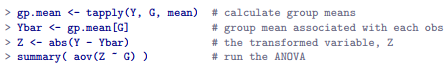 > gp.mean <- tapply(Y, G, mean) # calculate group means
> Ybar <- gp.mean[G] # group mean associated with each obs
> Z <- abs(Y - Ybar) # the transformed variable, Z
> summary( aov(Z ~ G) ) # run the ANOVA